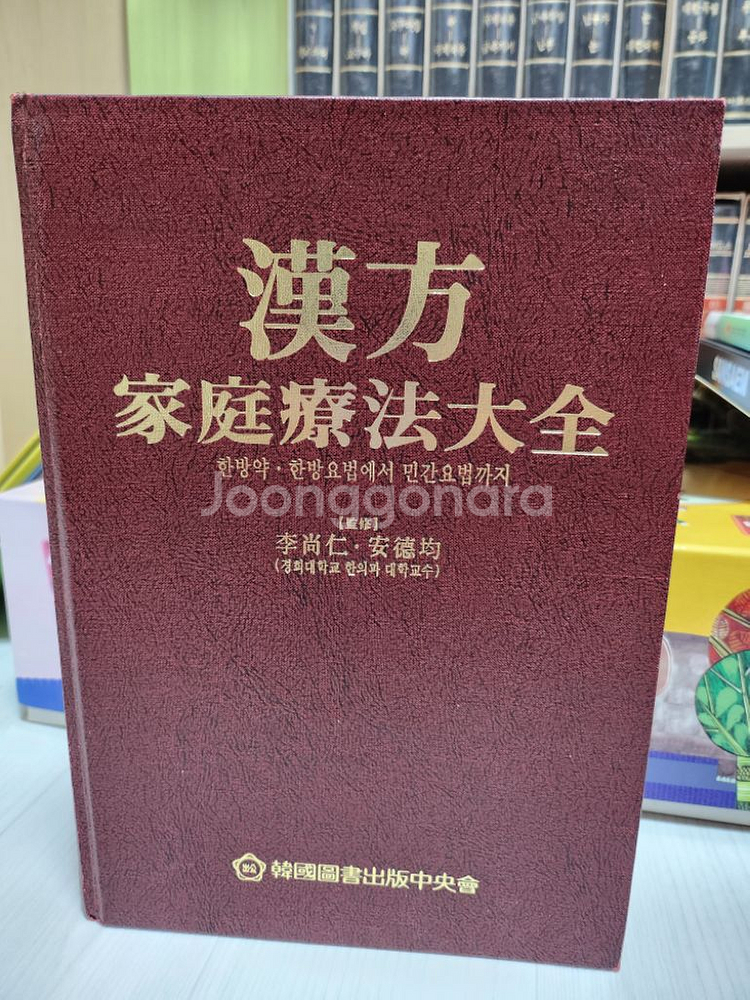 漢方
家庭療法大全
한방약·한방요법에서 민간요법까지
Joonggonara
【監修】
李尚仁·安德均
(경희대학교 한의과 대학교수)
韓國圖書出版中央會